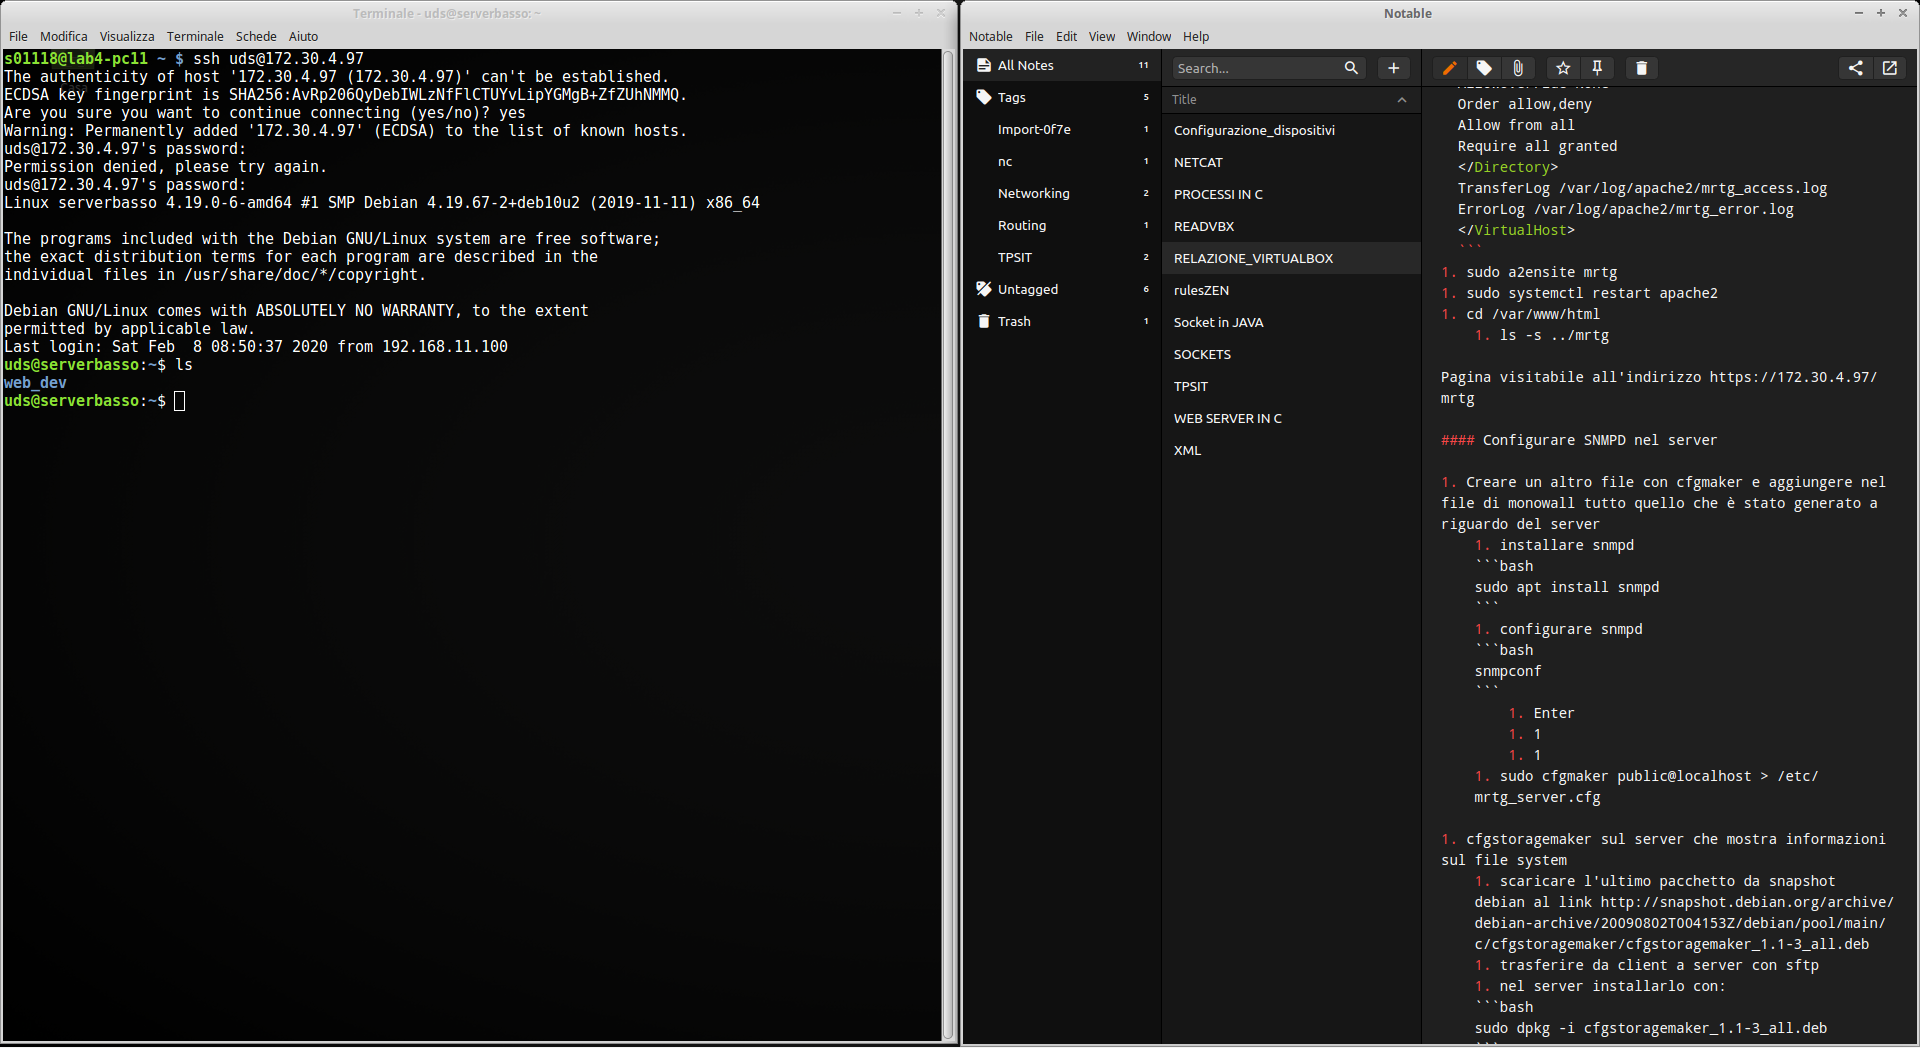 Terminale - uds@serverbasso: ~
File Modifica Visualizza Terminale Schede Aiuto
s01118@lab4-pc11 ~ $ ssh uds@172.30.4.97
The authenticity of host '172.30.4.97 (172.30.4.97)' can't be established.
ECDSA key fingerprint is SHA256:AvRp206QyDebIWLzNfFlCTUYvLipYGMgB+ZfZUhNMMQ.
Are you sure you want to continue connecting (yes/no)? yes
Warning: Permanently added '172.30.4.97' (ECDSA) to the list of known hosts.
uds@172.30.4.97's password:
Permission denied, please try again.
uds@172.30.4.97's password:
Linux serverbasso 4.19.0-6-amd64 #1 SMP Debian 4.19.67-2+deb10u2 (2019-11-11) x86_64
The programs included with the Debian GNU/Linux system are free software;
the exact distribution terms for each program are described in the
individual files in /usr/share/doc/*/copyright.
Debian GNU/Linux comes with ABSOLUTELY NO WARRANTY, to the extent
permitted by applicable law.
Last login: Sat Feb  8 08:50:37 2020 from 192.168.11.100
uds@serverbasso:~$ ls
web_dev
uds@serverbasso:~$
Notable
Notable File Edit View Window Help
All Notes 11
Tags 5
Import-0f7e 1
nc 1
Networking 2
Routing 1
TPSIT 2
Untagged 6
Trash 1
Search...
Title
Configurazione_dispositivi
NETCAT
PROCESSI IN C
READVBX
RELAZIONE_VIRTUALBOX
rulesZEN
Socket in JAVA
SOCKETS
TPSIT
WEB SERVER IN C
XML
Order allow,deny
Allow from all
Require all granted
</Directory>
TransferLog /var/log/apache2/mrtg_access.log
ErrorLog /var/log/apache2/mrtg_error.log
</VirtualHost>
```
1. sudo a2ensite mrtg
1. sudo systemctl restart apache2
1. cd /var/www/html
1. ls -s ../mrtg
Pagina visitabile all'indirizzo https://172.30.4.97/
mrtg
#### Configurare SNMPD nel server
1. Creare un altro file con cfgmaker e aggiungere nel
file di monowall tutto quello che è stato generato a
riguardo del server
1. installare snmpd
```bash
sudo apt install snmpd
```
1. configurare snmpd
```bash
snmpconf
```
1. Enter
1. 1
1. 1
1. sudo cfgmaker public@localhost > /etc/
mrtg_server.cfg
1. cfgstoragemaker sul server che mostra informazioni
sul file system
1. scaricare l'ultimo pacchetto da snapshot
debian al link http://snapshot.debian.org/archive/
debian-archive/20090802T004153Z/debian/pool/main/
c/cfgstoragemaker/cfgstoragemaker_1.1-3_all.deb
1. trasferire da client a server con sftp
1. nel server installarlo con:
```bash
sudo dpkg -i cfgstoragemaker_1.1-3_all.deb